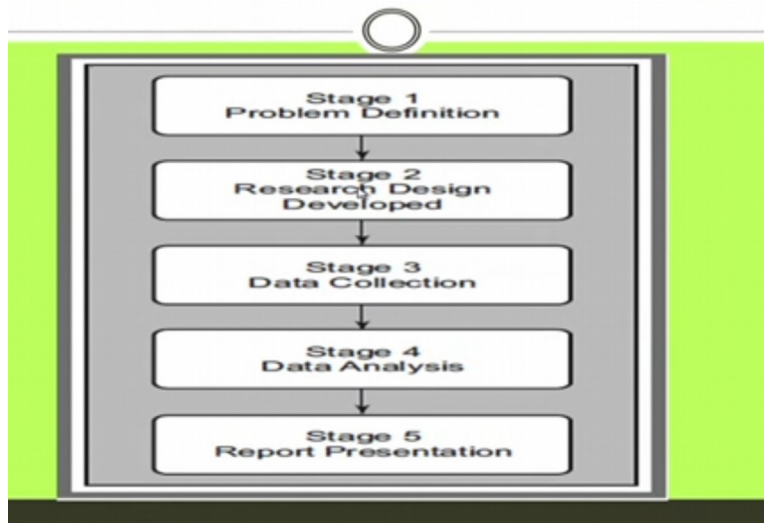 Stage 1
Problem Definition
Stage 2
Research Design
Developed
Stage 3
Data Collection
Stage 4
Data Analysis
Stage 5
Report Presentation